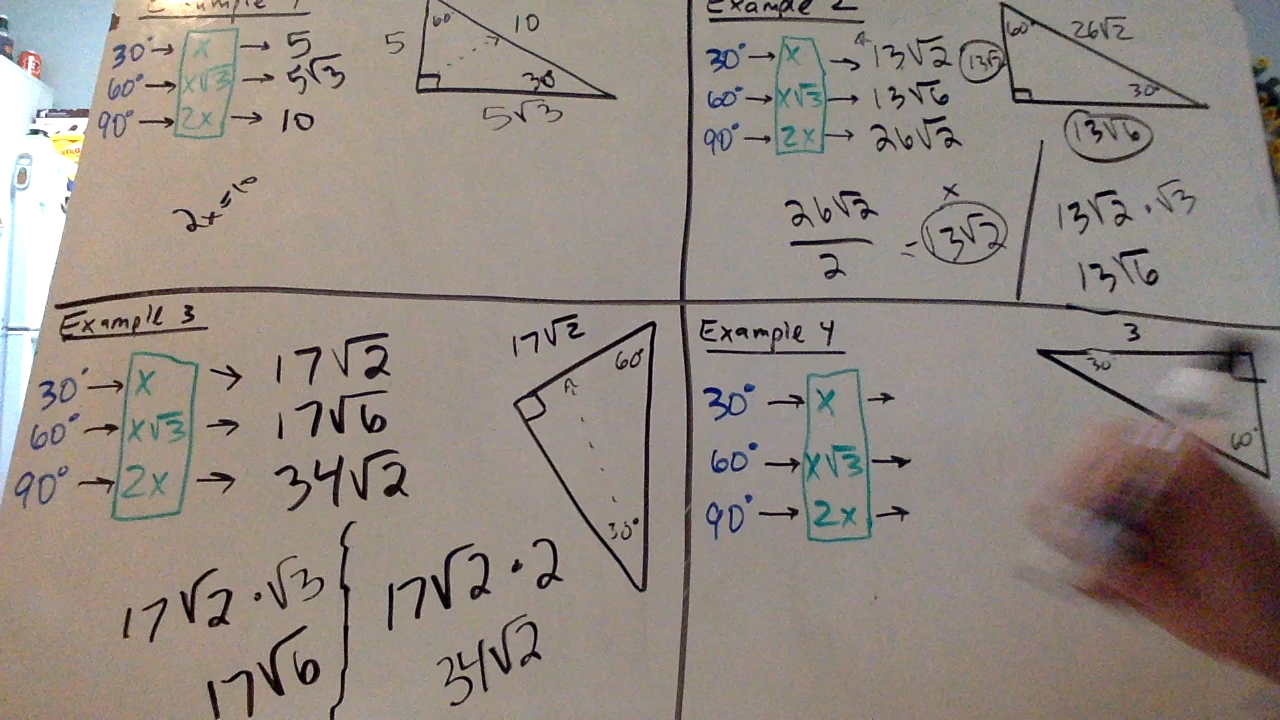 Example 1
30° → x → 5
60° → x√3 → 5√3
90° → 2x → 10
2x = 10
60°
10
5
30°
5√3
Example 2
30° → x → 13√2
60° → x√3 → 13√6
90° → 2x → 26√2
60°
26√2
13√2
30°
13√6
x
26√2 / 2 = 13√2
13√2 · √3
13√6
Example 3
30° → x → 17√2
60° → x√3 → 17√6
90° → 2x → 34√2
17√2
60°
30°
17√2 · √3
17√6
17√2 · 2
34√2
Example 4
30° → x →
60° → x√3 →
90° → 2x →
3
30°
60°